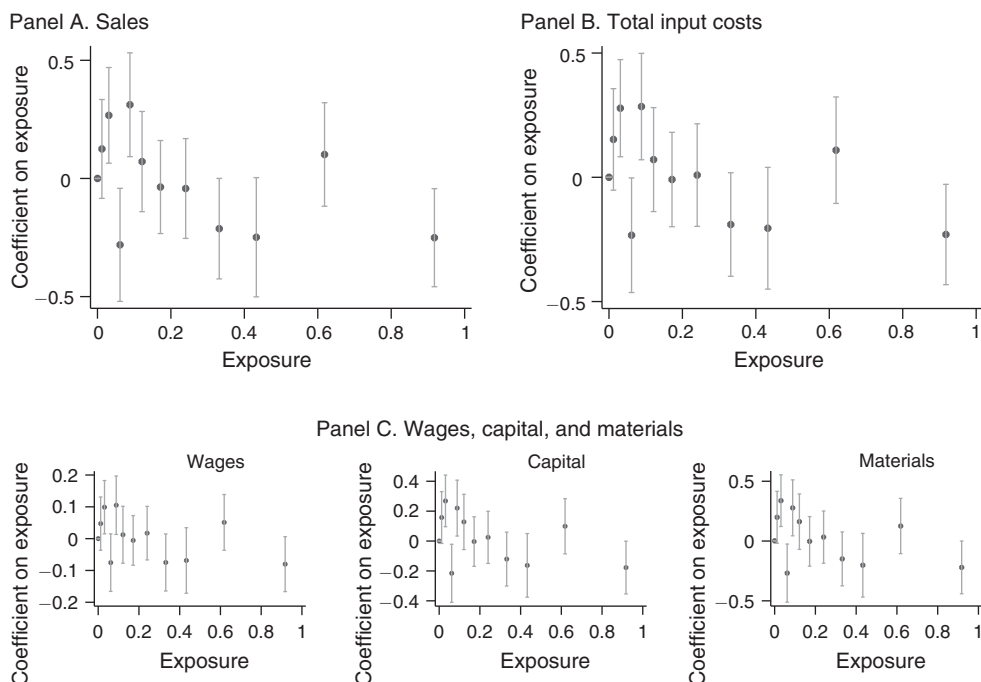 Panel A. Sales
Coefficient on exposure
0.5
0
−0.5
0 0.2 0.4 0.6 0.8 1
Exposure
Panel B. Total input costs
Coefficient on exposure
0.5
0
−0.5
0 0.2 0.4 0.6 0.8 1
Exposure
Panel C. Wages, capital, and materials
Wages
Coefficient on exposure
0.2
0.1
0
−0.1
−0.2
0 0.2 0.4 0.6 0.8 1
Exposure
Capital
Coefficient on exposure
0.4
0.2
0
−0.2
−0.4
0 0.2 0.4 0.6 0.8 1
Exposure
Materials
Coefficient on exposure
0.5
0
−0.5
0 0.2 0.4 0.6 0.8 1
Exposure